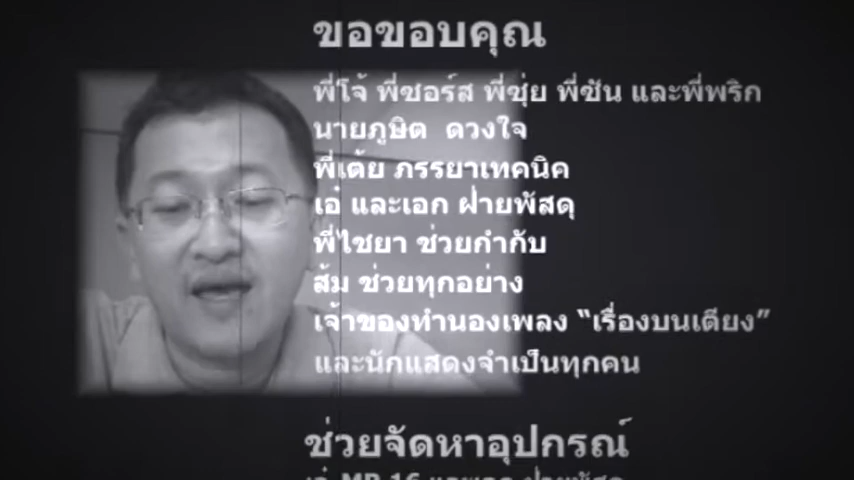 ขอขอบคุณ
พี่โจ้ พี่ชอร์ส พี่ชุ่ย พี่ซัน และพี่พริก
นายภูษิต ดวงใจ
พี่เต้ย ภรรยาเทคนิค
เอ๋ และเอก ฝ่ายพัสดุ
พี่ไชยา ช่วยกำกับ
ส้ม ช่วยทุกอย่าง
เจ้าของทำนองเพลง “เรื่องบนเตียง”
และนักแสดงจำเป็นทุกคน
ช่วยจัดหาอุปกรณ์